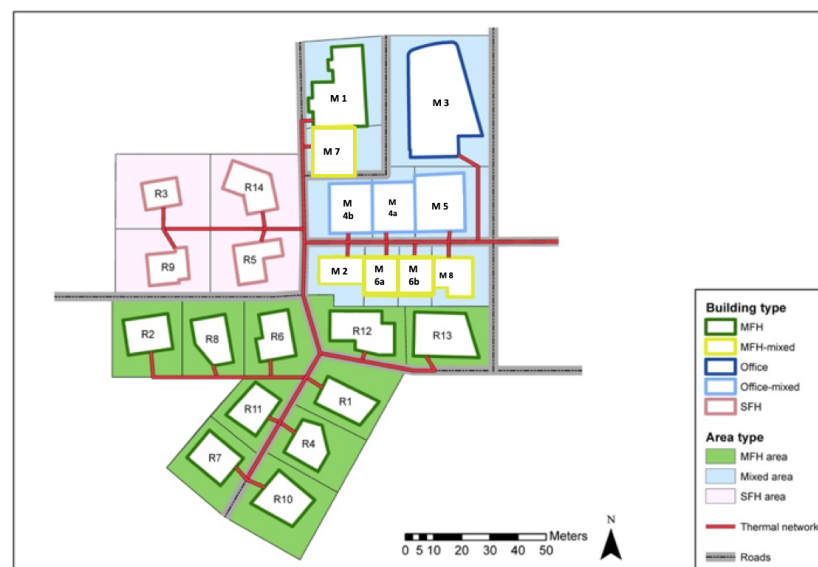 M 1
M 3
M 7
R3
R14
M
4b
M
4a
M 5
R9
R5
M 2
M
6a
M
6b
M 8
R2
R8
R6
R12
R13
R11
R1
R4
R7
R10
Meters
0 5 10 20 30 40 50
N
Building type
MFH
MFH-mixed
Office
Office-mixed
SFH
Area type
MFH area
Mixed area
SFH area
Thermal network
Roads